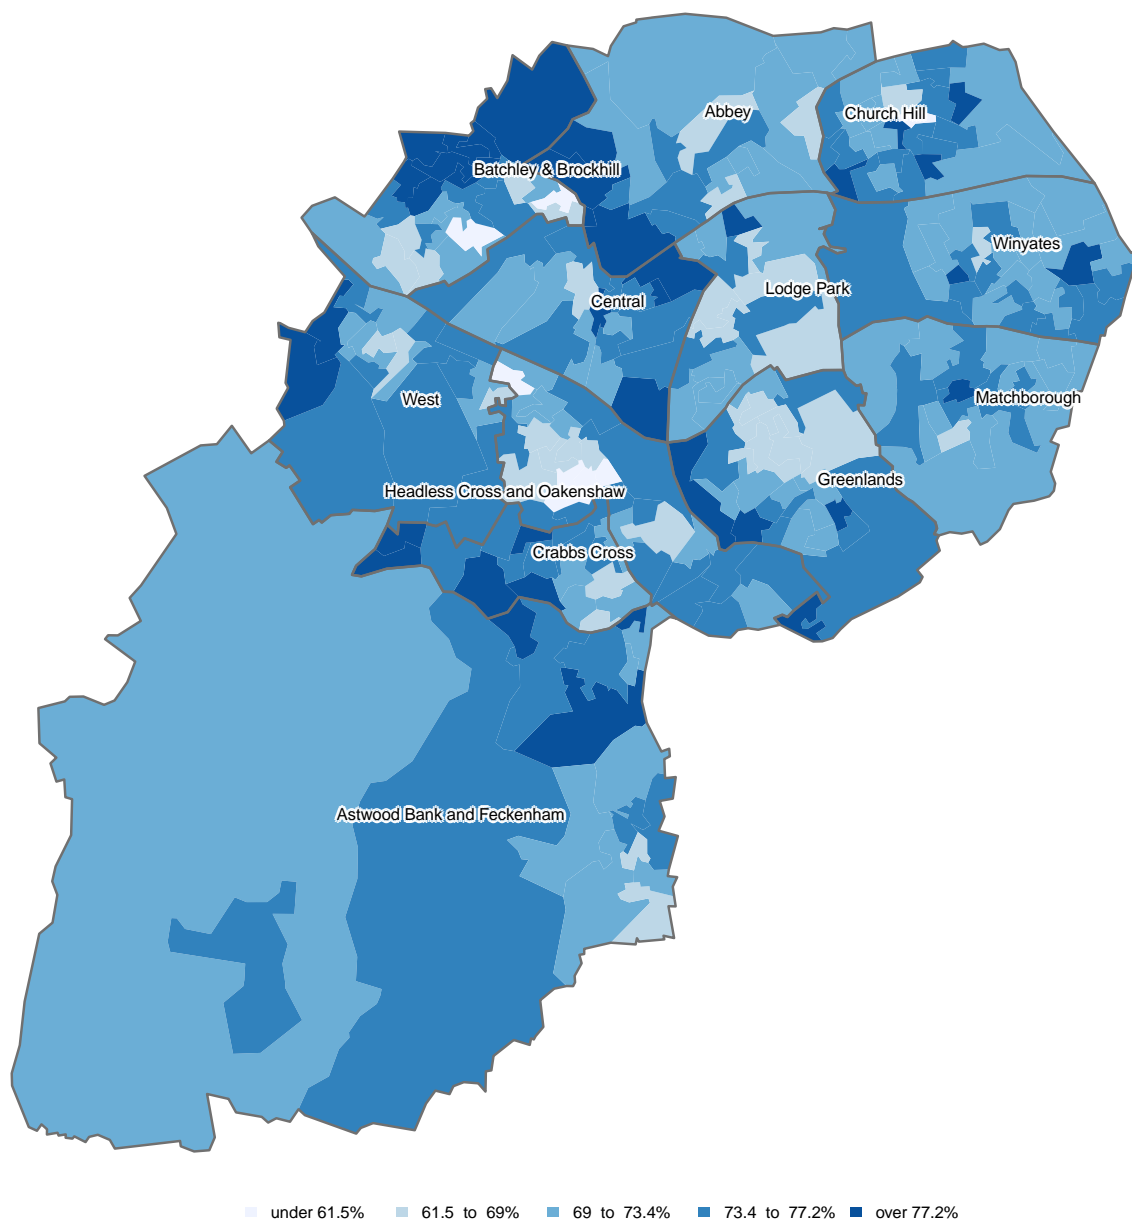 Abbey
Church Hill
Batchley & Brockhill
Winyates
Lodge Park
Central
Matchborough
West
Greenlands
Headless Cross and Oakenshaw
Crabbs Cross
Astwood Bank and Feckenham
under 61.5% 61.5 to 69% 69 to 73.4% 73.4 to 77.2% over 77.2%